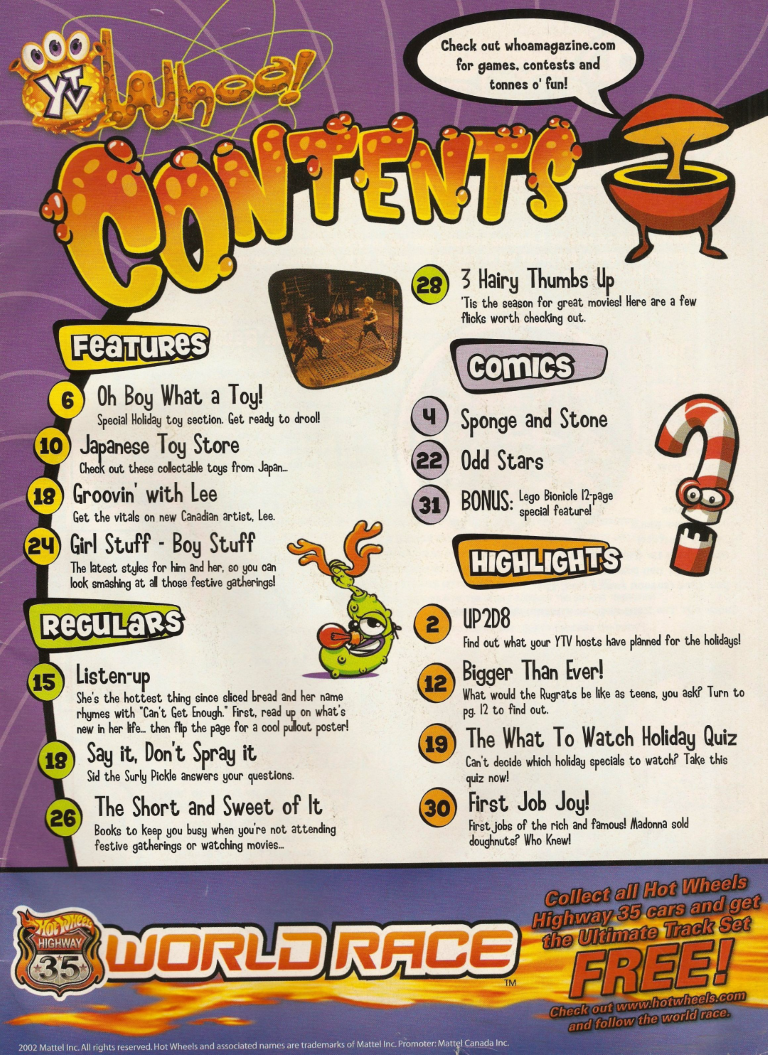 YTV Whoa!
Check out whoamagazine.com
for games, contests and
tonnes o' fun!
CONTENTS
FEATURES
6 Oh Boy What a Toy!
Special Holiday toy section. Get ready to drool!
10 Japanese Toy Store
Check out these collectable toys from Japan...
18 Groovin' with Lee
Get the vitals on new Canadian artist, Lee.
24 Girl Stuff - Boy Stuff
The latest styles for him and her, so you can
look smashing at all those festive gatherings!
REGULARS
15 Listen-up
She's the hottest thing since sliced bread and her name
rhymes with "Can't Get Enough." First, read up on what's
new in her life... then flip the page for a cool pullout poster!
18 Say it, Don't Spray it
Sid the Surly Pickle answers your questions.
26 The Short and Sweet of It
Books to keep you busy when you're not attending
festive gatherings or watching movies...
28 3 Hairy Thumbs Up
'Tis the season for great movies! Here are a few
flicks worth checking out.
COMICS
4 Sponge and Stone
22 Odd Stars
31 BONUS: Lego Bionicle 12-page
special feature!
HIGHLIGHTS
2 UP2D8
Find out what your YTV hosts have planned for the holidays!
12 Bigger Than Ever!
What would the Rugrats be like as teens, you ask? Turn to
pg. 12 to find out.
19 The What To Watch Holiday Quiz
Can't decide which holiday specials to watch? Take this
quiz now!
30 First Job Joy!
First jobs of the rich and famous! Madonna sold
doughnuts? Who Knew!
Hot Wheels
HIGHWAY
35
WORLD RACE™
Collect all Hot Wheels
Highway 35 cars and get
the Ultimate Track Set
FREE!
Check out www.hotwheels.com
and follow the world race.
2002 Mattel Inc. All rights reserved. Hot Wheels and associated names are trademarks of Mattel Inc. Promoter: Mattel Canada Inc.